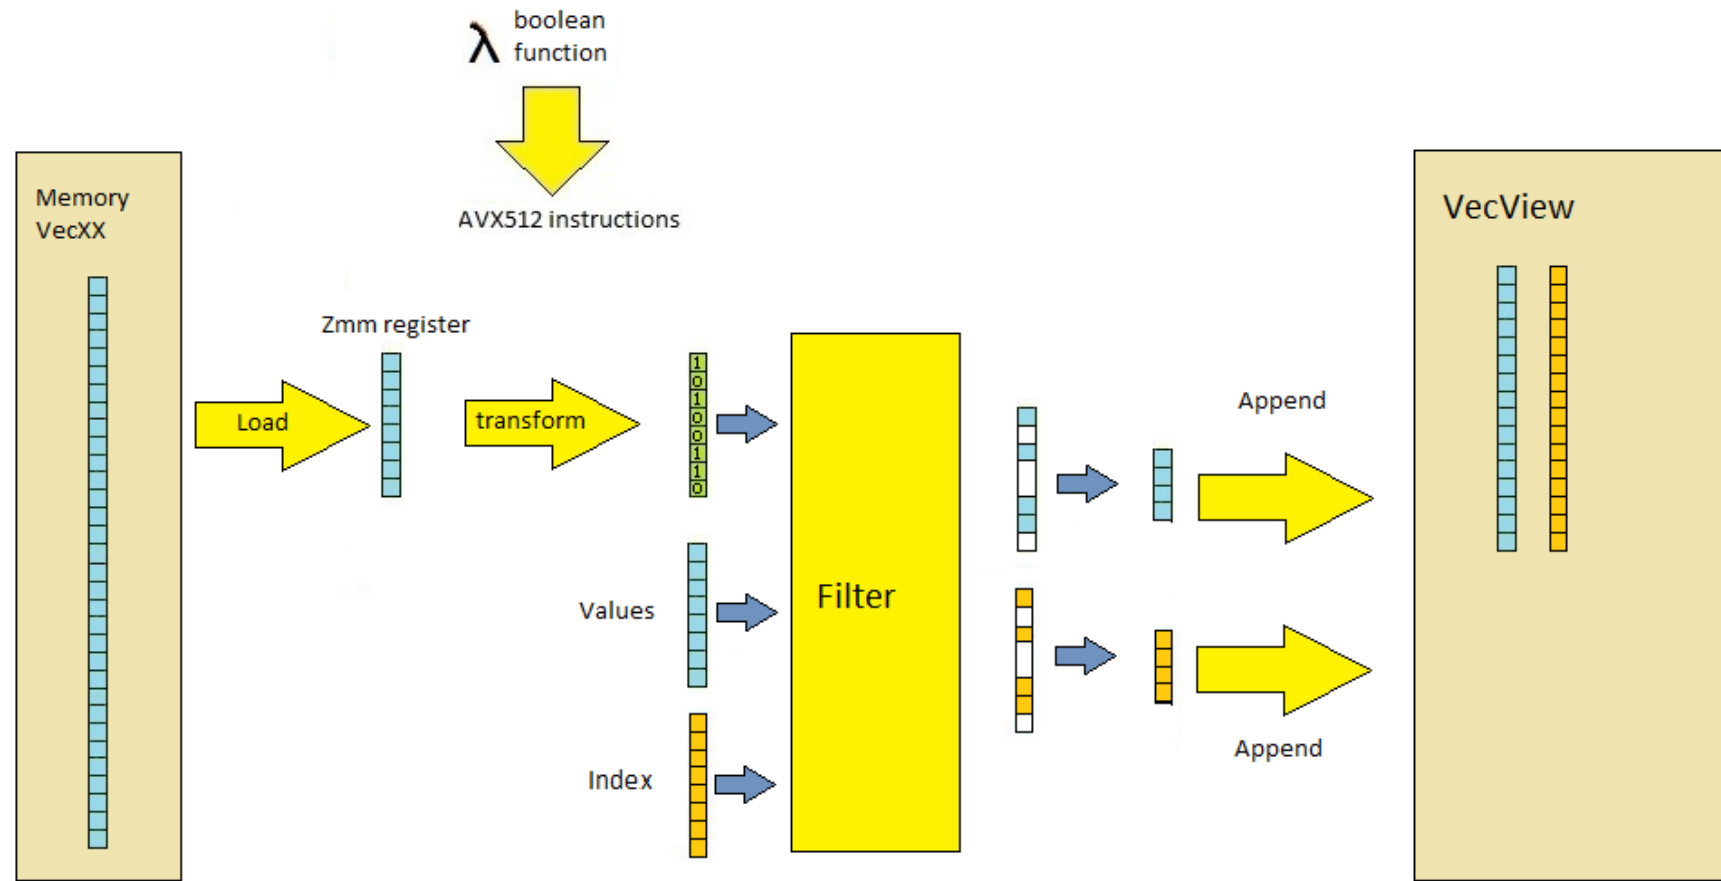 λ
boolean
function
AVX512 instructions
Memory
VecXX
Load
Zmm register
transform
1
0
1
0
0
1
1
0
Values
Index
Filter
Append
Append
VecView